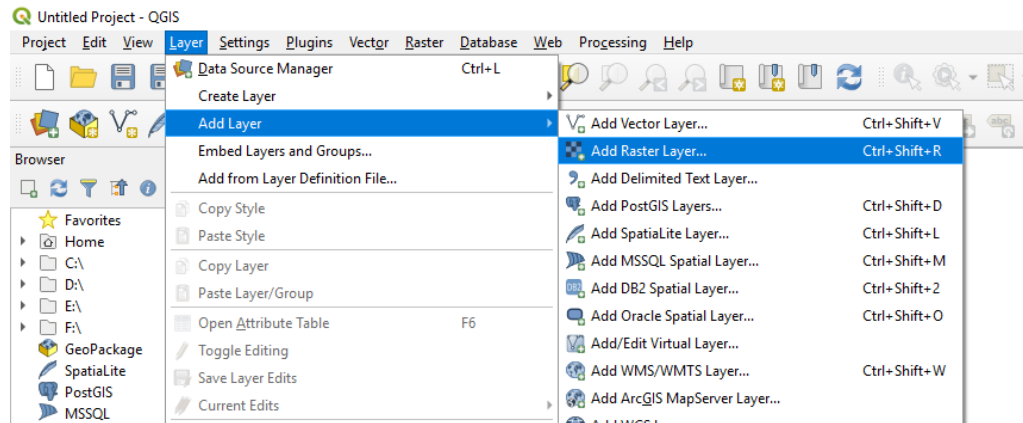 Untitled Project - QGIS
Project Edit View Layer Settings Plugins Vector Raster Database Web Processing Help
Data Source Manager Ctrl+L
Create Layer
Add Layer
Embed Layers and Groups...
Add from Layer Definition File...
Copy Style
Paste Style
Copy Layer
Paste Layer/Group
Open Attribute Table F6
Toggle Editing
Save Layer Edits
Current Edits
Add Vector Layer... Ctrl+Shift+V
Add Raster Layer... Ctrl+Shift+R
Add Delimited Text Layer...
Add PostGIS Layers... Ctrl+Shift+D
Add SpatiaLite Layer... Ctrl+Shift+L
Add MSSQL Spatial Layer... Ctrl+Shift+M
DB2 Add DB2 Spatial Layer... Ctrl+Shift+2
Add Oracle Spatial Layer... Ctrl+Shift+O
Add/Edit Virtual Layer...
Add WMS/WMTS Layer... Ctrl+Shift+W
Add ArcGIS MapServer Layer...
abc
Browser
Favorites
Home
C:\
D:\
E:\
F:\
GeoPackage
SpatiaLite
PostGIS
MSSQL